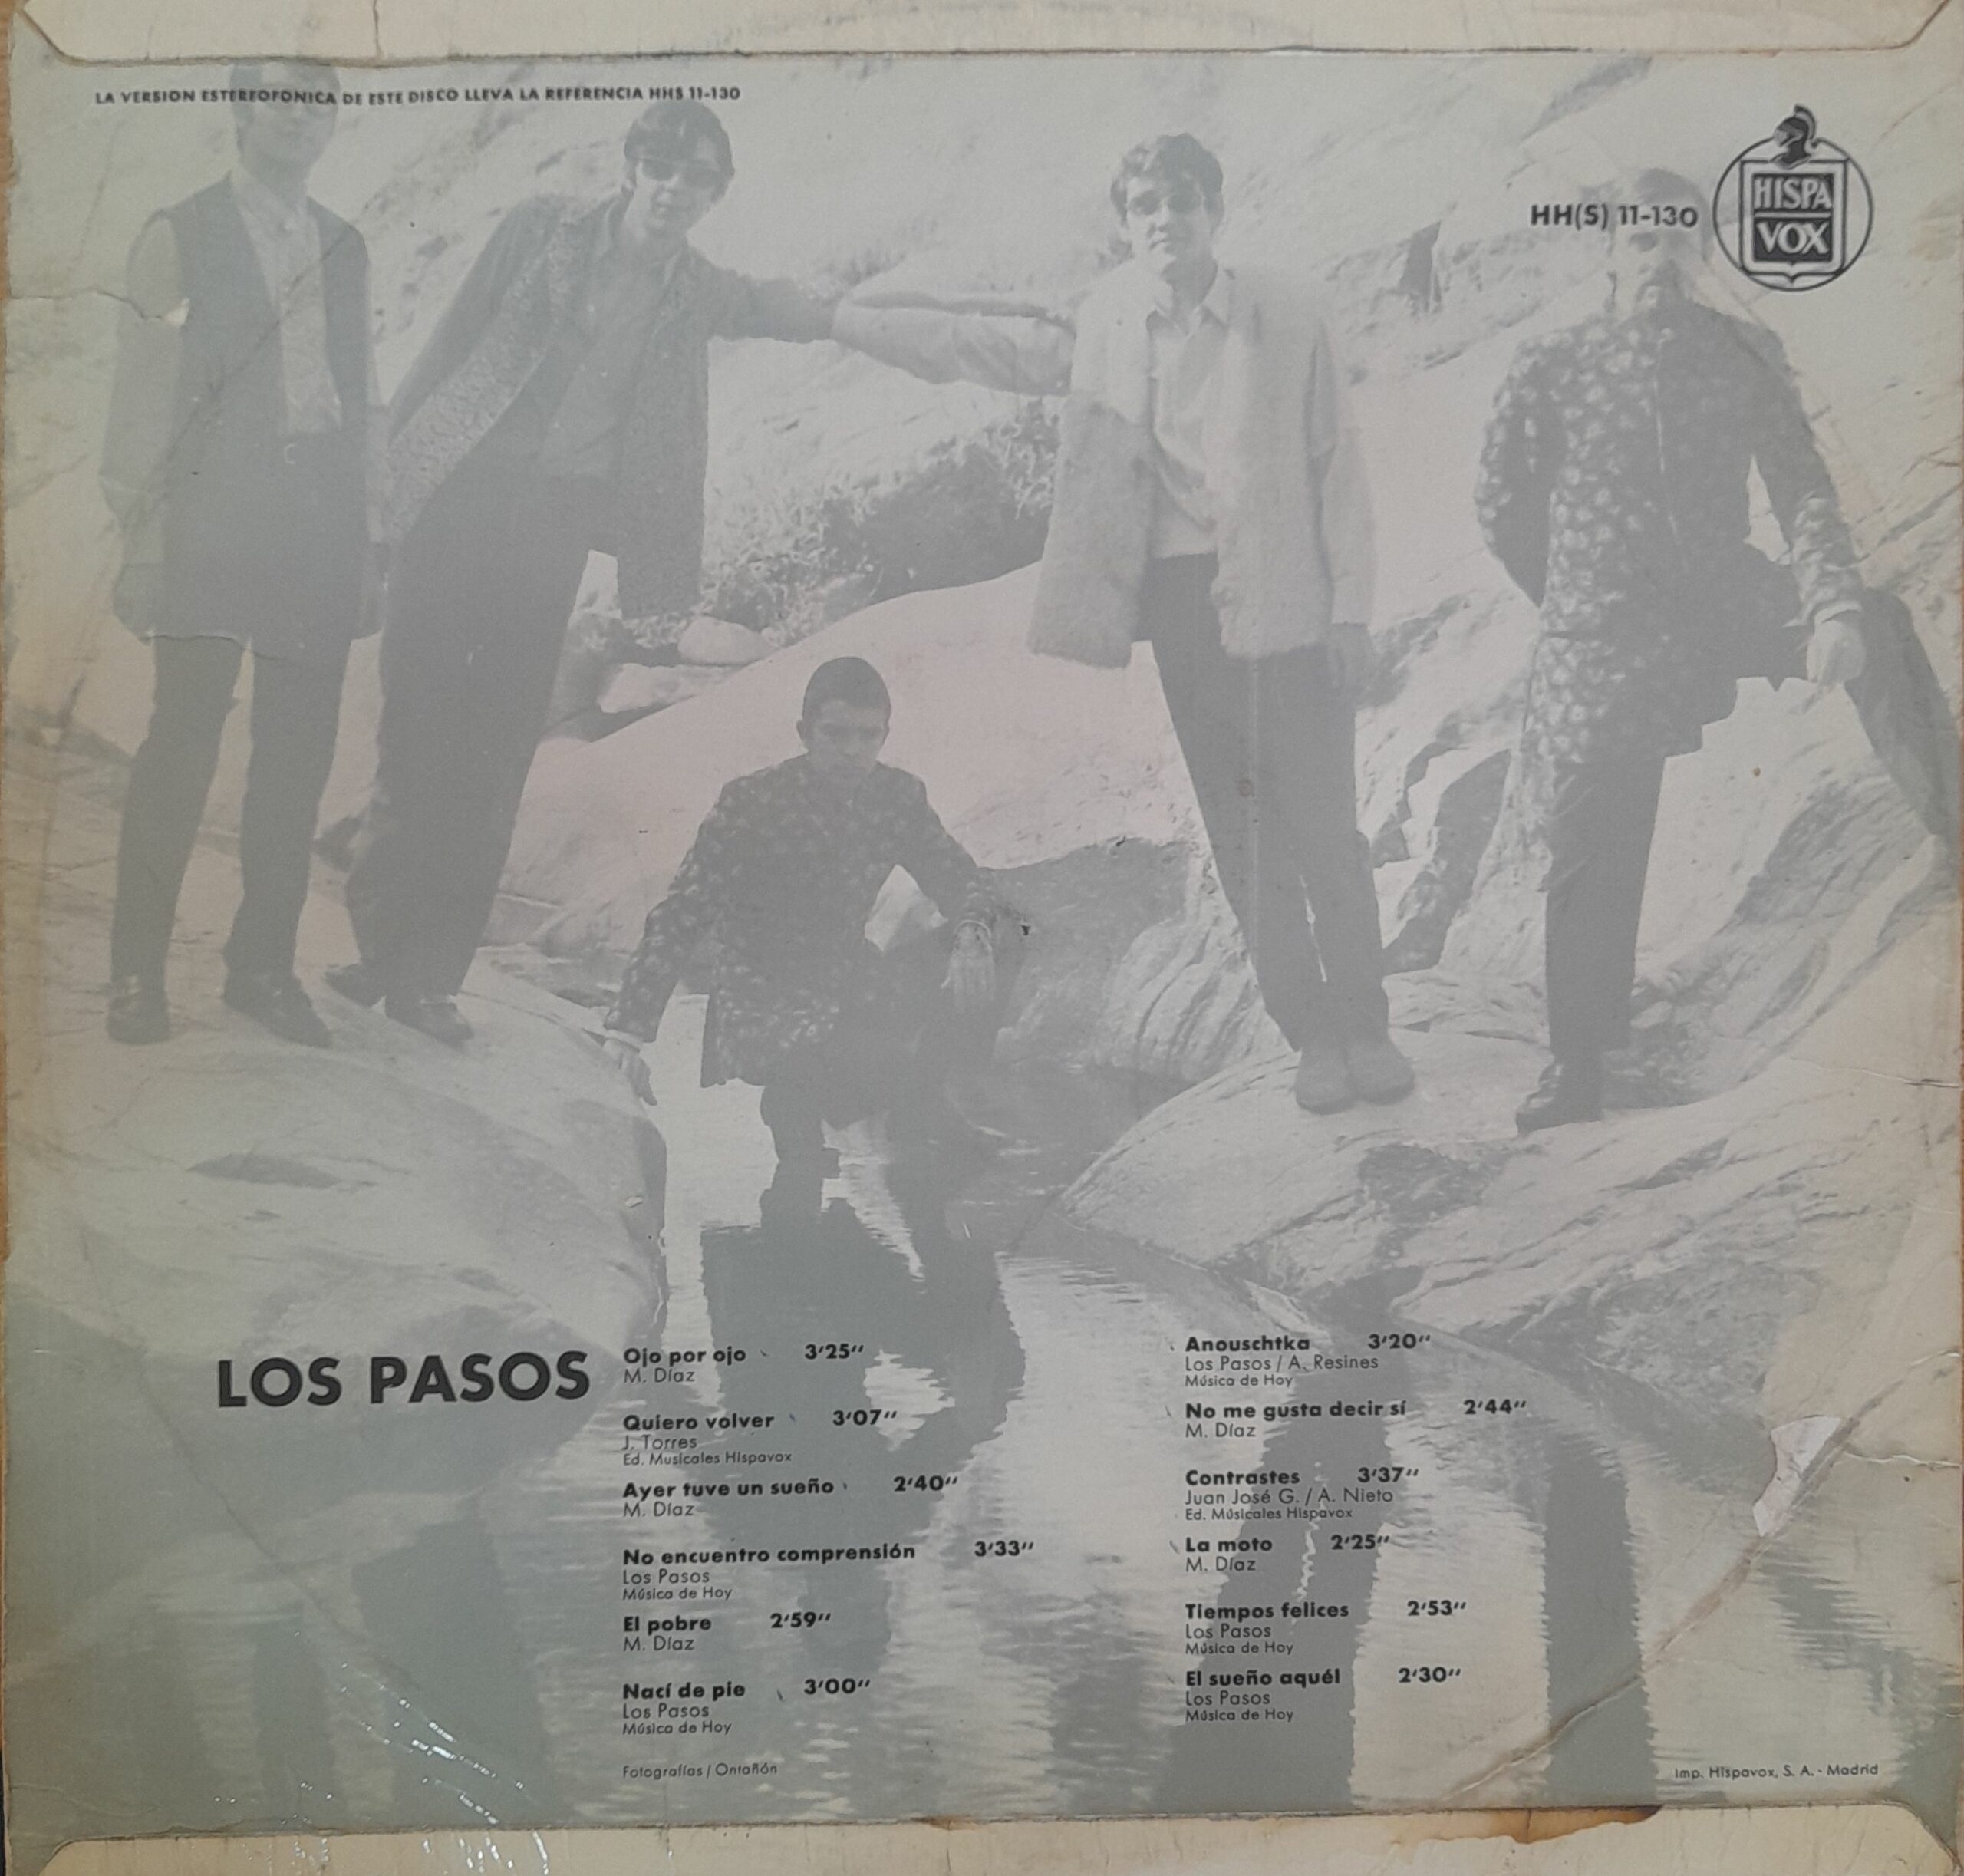 LA VERSION ESTEREOFONICA DE ESTE DISCO LLEVA LA REFERENCIA HHS 11-130
HH(S) 11-130
HISPA
VOX
LOS PASOS
Ojo por ojo 3'25''
M. Díaz
Quiero volver 3'07''
J. Torres
Ed. Musicales Hispavox
Ayer tuve un sueño 2'40''
M. Díaz
No encuentro comprensión 3'33''
Los Pasos
Música de Hoy
El pobre 2'59''
M. Díaz
Nací de pie 3'00''
Los Pasos
Música de Hoy
Anouschtka 3'20''
Los Pasos / A. Resines
Música de Hoy
No me gusta decir sí 2'44''
M. Díaz
Contrastes 3'37''
Juan José G. / A. Nieto
Ed. Músicales Hispavox
La moto 2'25''
M. Díaz
Tiempos felices 2'53''
Los Pasos
Música de Hoy
El sueño aquél 2'30''
Los Pasos
Música de Hoy
Fotografías / Ontañón
Imp. Hispavox, S. A. - Madrid